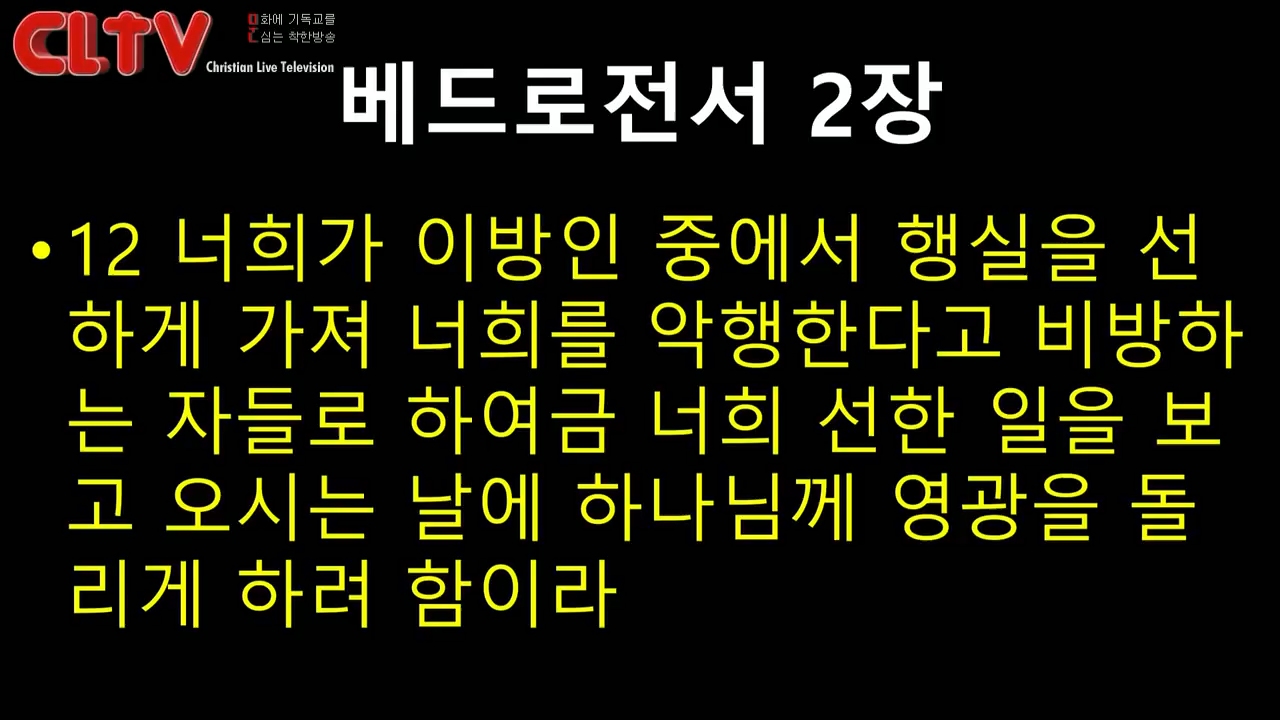 CLTV
문화에 기독교를
심는 착한방송
Christian Live Television
베드로전서 2장
•12 너희가 이방인 중에서 행실을 선
하게 가져 너희를 악행한다고 비방하
는 자들로 하여금 너희 선한 일을 보
고 오시는 날에 하나님께 영광을 돌
리게 하려 함이라